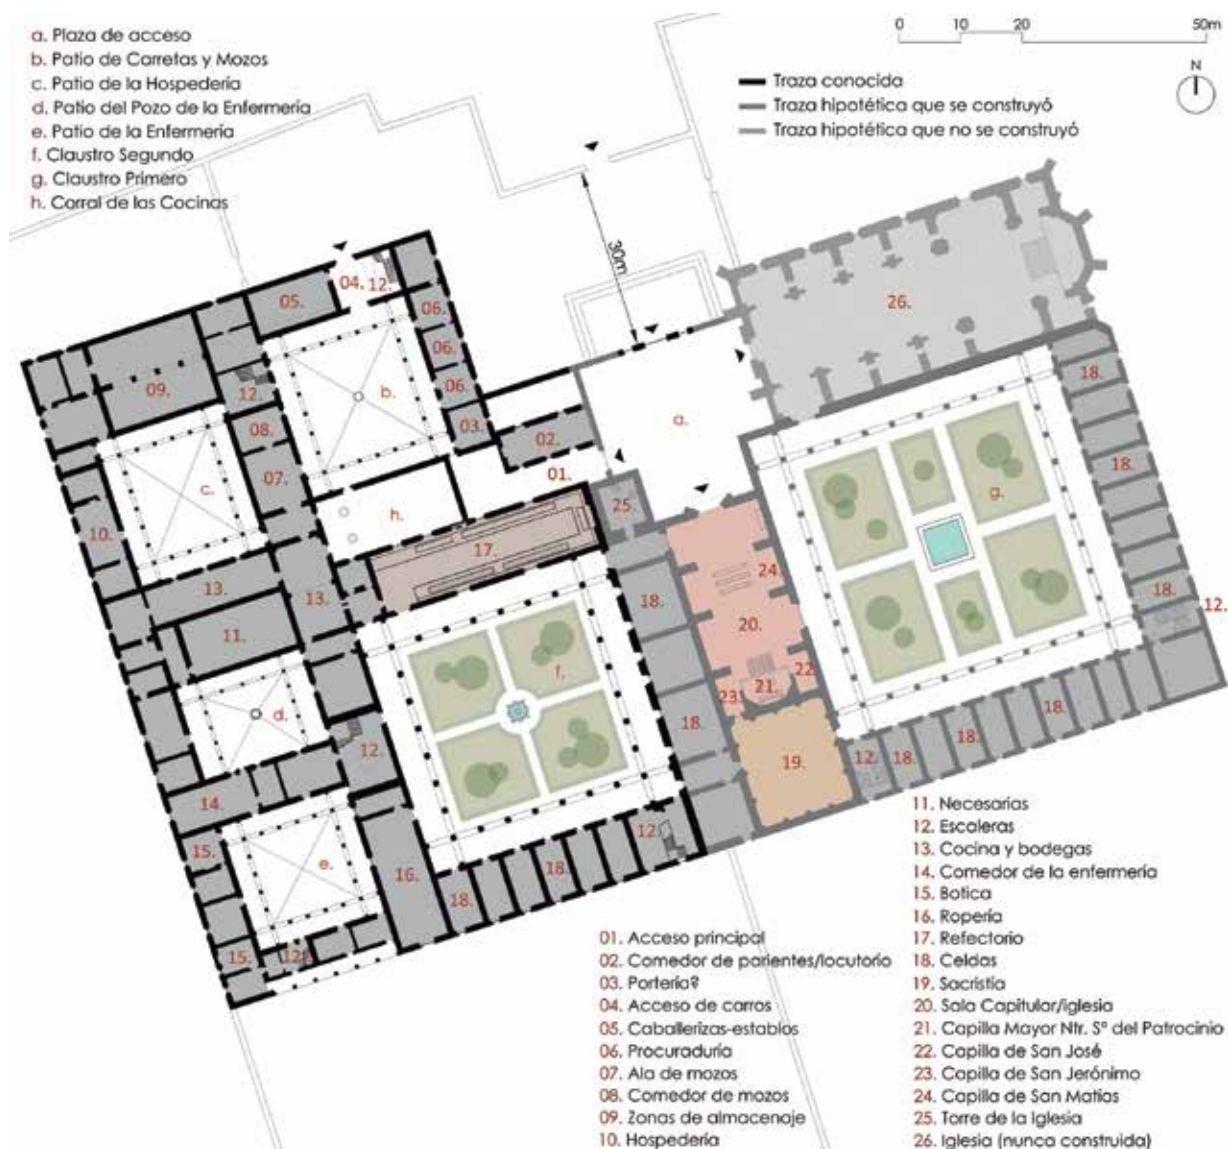 a. Plaza de acceso
b. Patio de Carretas y Mozos
c. Patio de la Hospedería
d. Patio del Pozo de la Enfermería
e. Patio de la Enfermería
f. Claustro Segundo
g. Claustro Primero
h. Corral de las Cocinas
0 10 20 50m
N
Traza conocida
Traza hipotética que se construyó
Traza hipotética que no se construyó
30m
04.
12.
05.
06.
26.
06.
09.
12.
b.
06.
18.
08.
03.
02.
a.
07.
01.
18.
c.
g.
10.
h.
25.
17.
13.
13.
18.
24.
18.
12.
11.
20.
f.
22.
21.
23.
d.
18.
18.
12.
19.
12.
18.
18.
14.
15.
12.
e.
16.
18.
18.
15.
12.
01. Acceso principal
02. Comedor de parientes/locutorio
03. Portería?
04. Acceso de carros
05. Caballerizas-establos
06. Procuraduría
07. Ala de mozos
08. Comedor de mozos
09. Zonas de almacenaje
10. Hospedería
11. Necesarias
12. Escaleras
13. Cocina y bodegas
14. Comedor de la enfermería
15. Botica
16. Ropería
17. Refectorio
18. Celdas
19. Sacristía
20. Sala Capitular/iglesia
21. Capilla Mayor Ntr. Sª del Patrocinio
22. Capilla de San José
23. Capilla de San Jerónimo
24. Capilla de San Matías
25. Torre de la Iglesia
26. Iglesia (nunca construida)